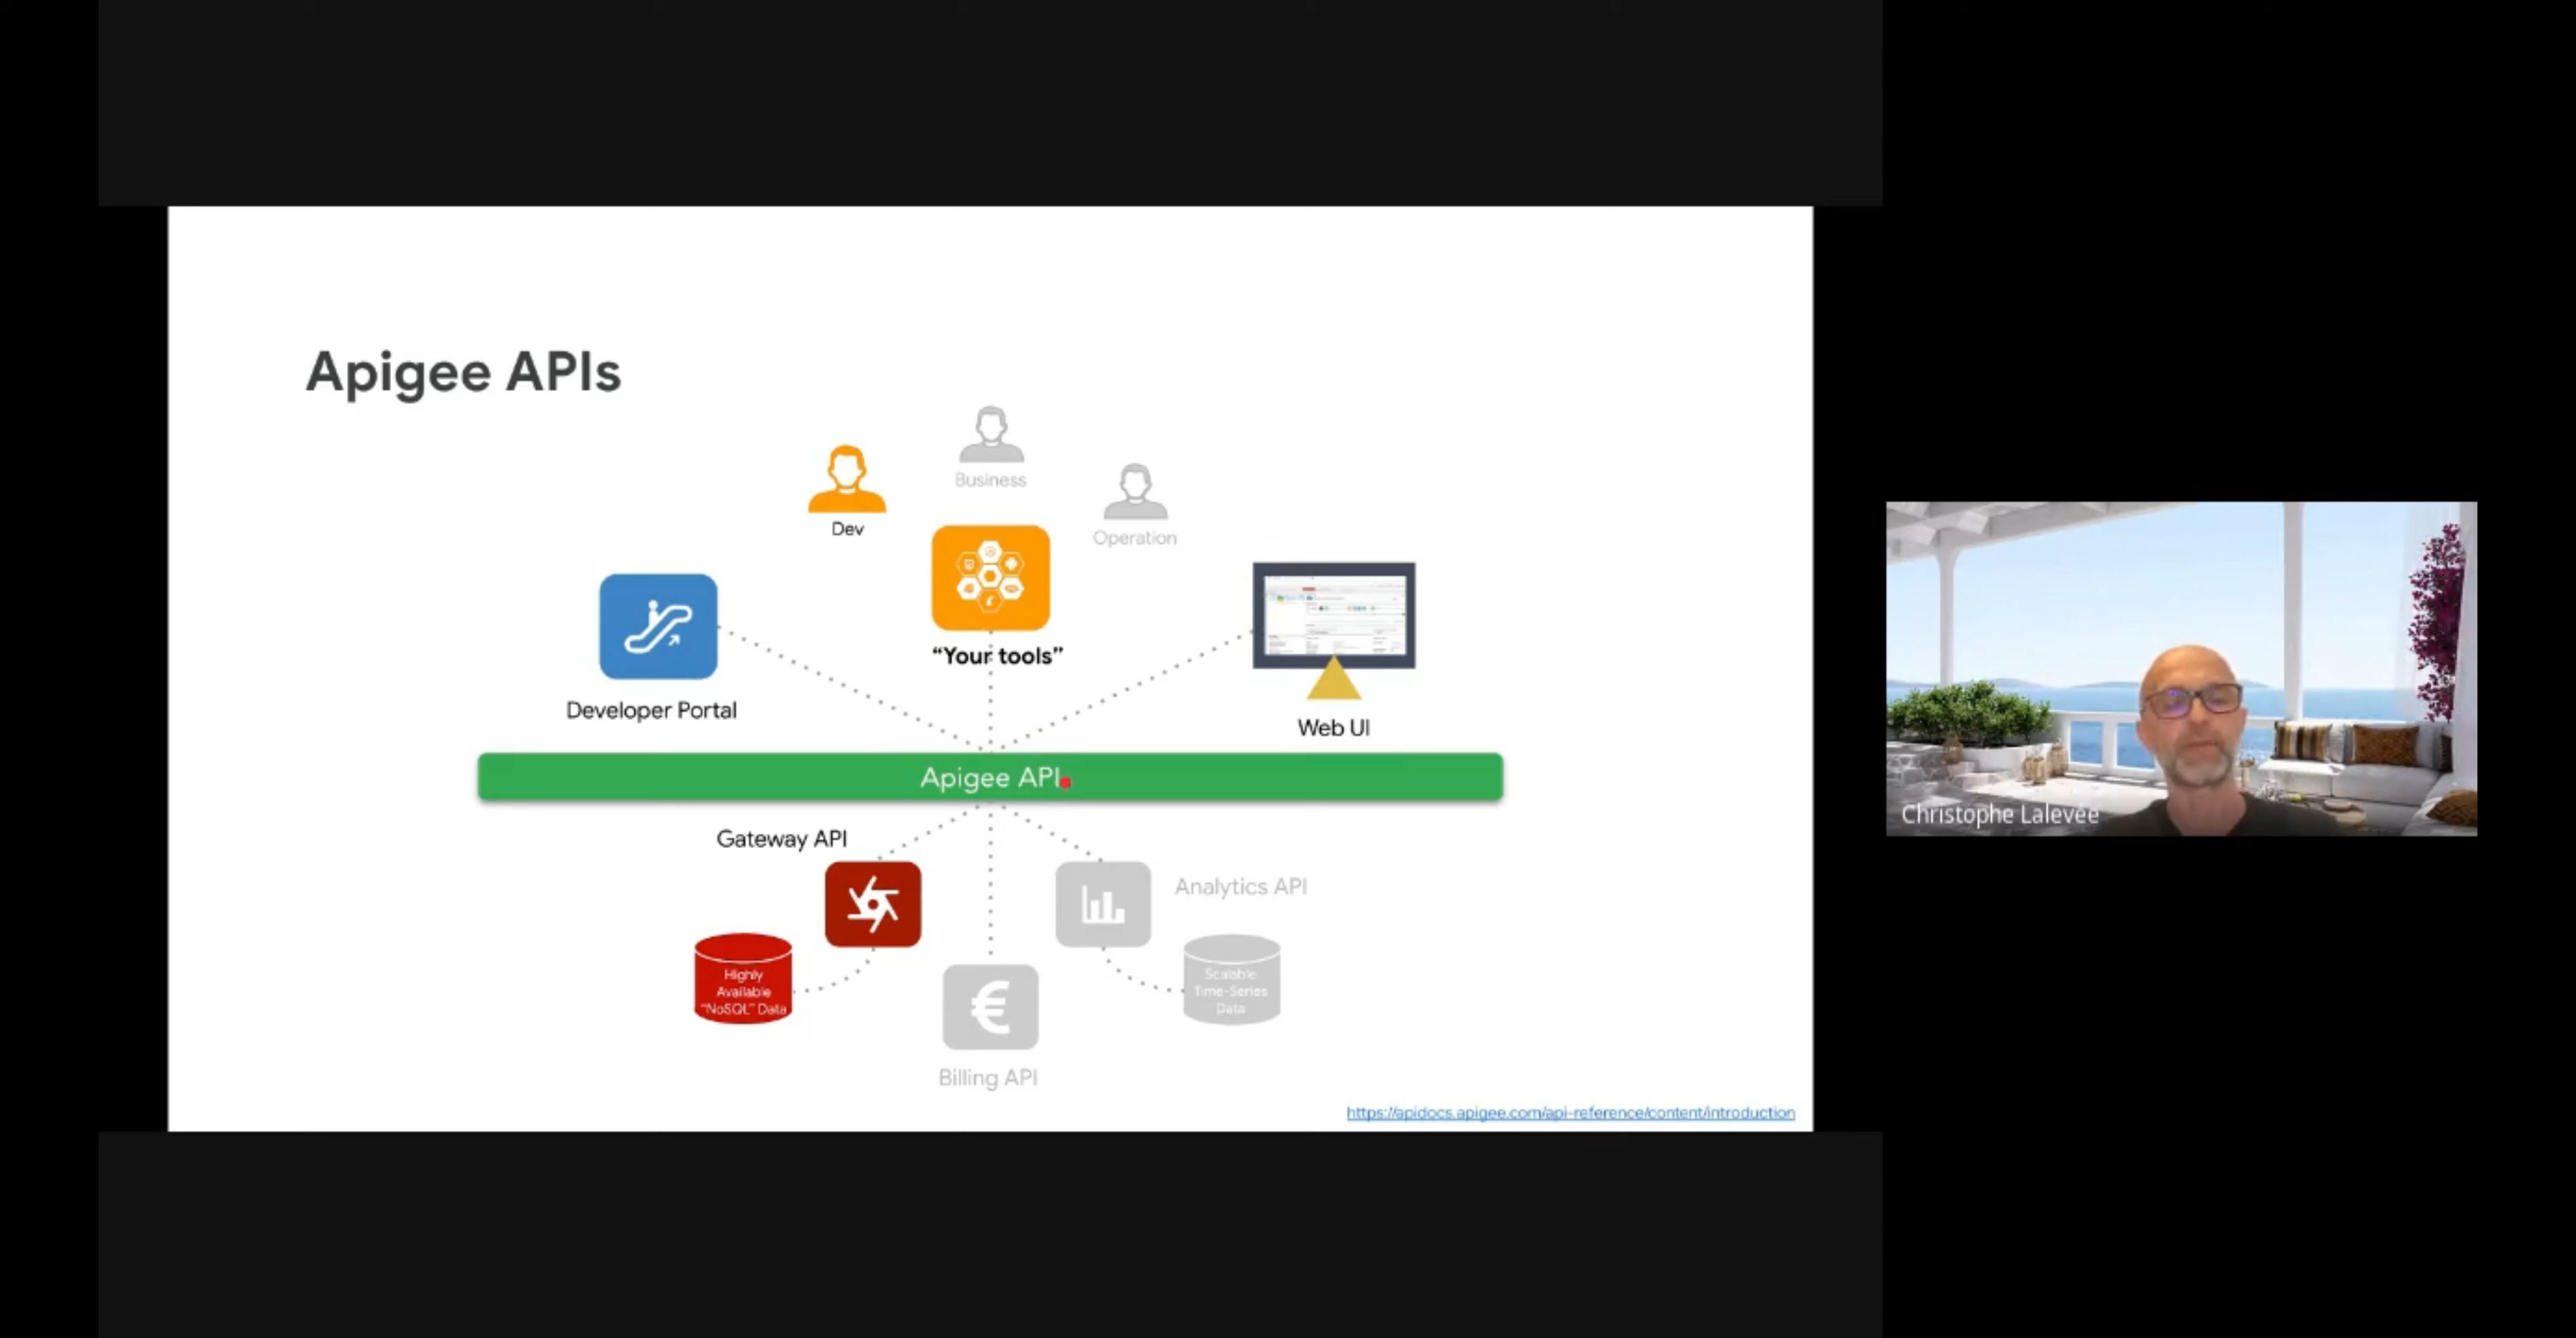 Apigee APIs
Business
Dev
Operation
“Your tools”
Developer Portal
Web UI
Apigee API
Gateway API
Analytics API
Highly
Available
“NoSQL” Data
Scalable
Time-Series
Data
Billing API
https://apidocs.apigee.com/api-reference/content/introduction
Christophe Lalevée